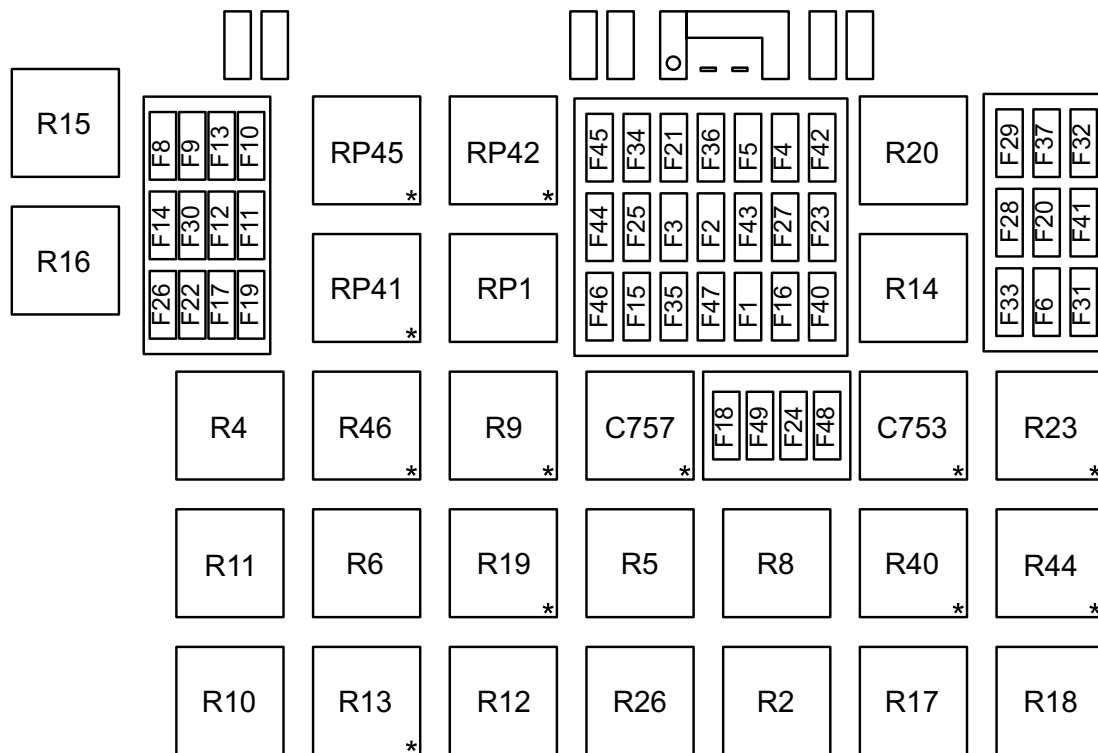 R15
R16
F8 F9 F13 F10
F14 F30 F12 F11
F26 F22 F17 F19
RP45 * RP42 *
RP41 * RP1
F45 F34 F21 F36 F5 F4 F42
F44 F25 F3 F2 F43 F27 F23
F46 F15 F35 F47 F1 F16 F40
R20
R14
F29 F37 F32
F28 F20 F41
F33 F6 F31
R4 R46 * R9 * C757 * F18 F49 F24 F48 C753 * R23 *
R11 R6 R19 * R5 R8 R40 * R44 *
R10 R13 * R12 R26 R2 R17 R18